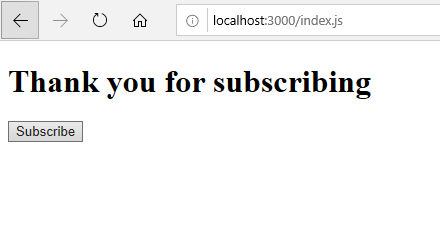 localhost:3000/index.js
Thank you for subscribing
Subscribe